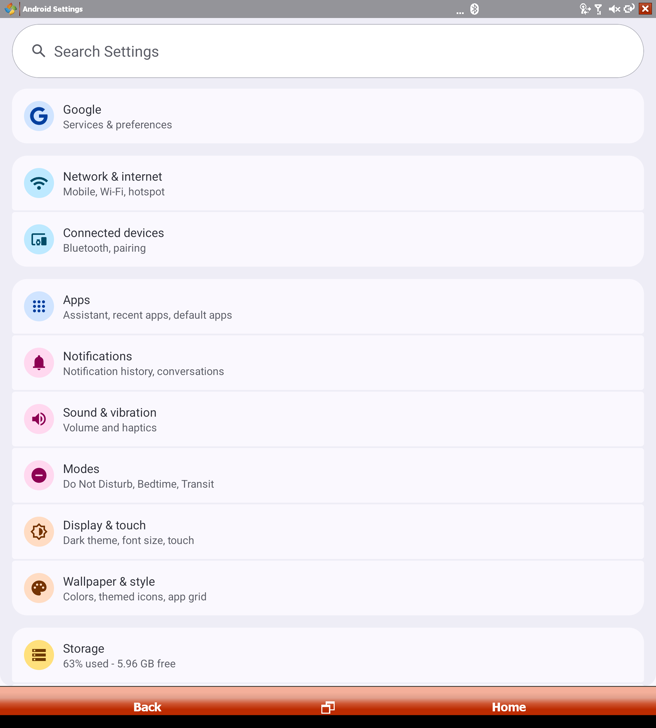 Android Settings
...
Search Settings
Google
Services & preferences
Network & internet
Mobile, Wi-Fi, hotspot
Connected devices
Bluetooth, pairing
Apps
Assistant, recent apps, default apps
Notifications
Notification history, conversations
Sound & vibration
Volume and haptics
Modes
Do Not Disturb, Bedtime, Transit
Display & touch
Dark theme, font size, touch
Wallpaper & style
Colors, themed icons, app grid
Storage
63% used - 5.96 GB free
Back
Home